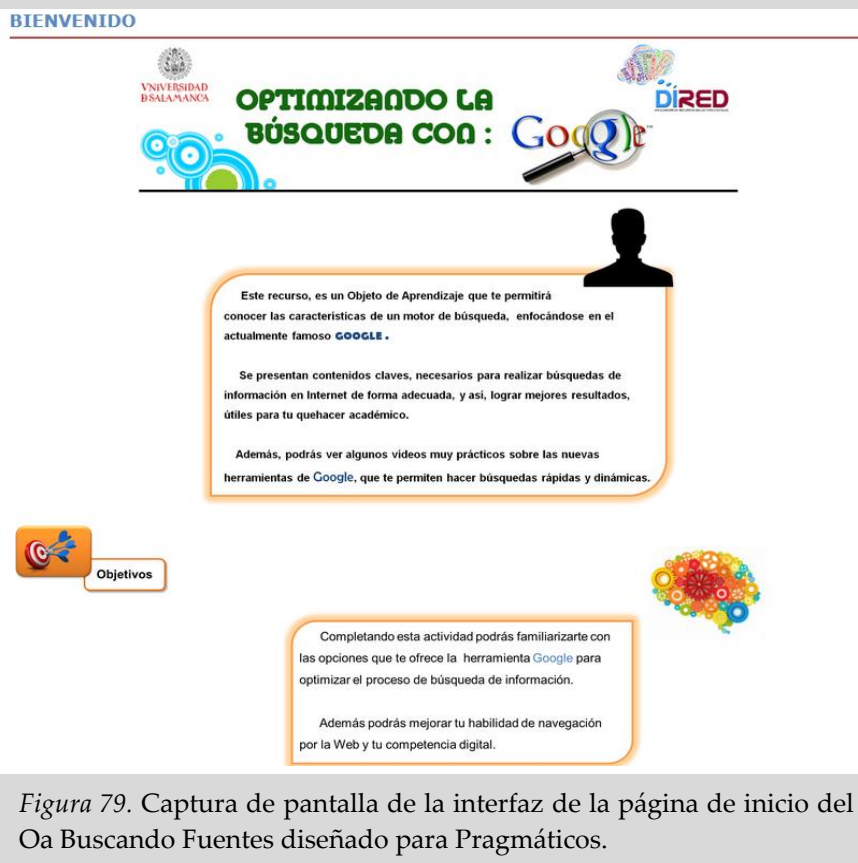 BIENVENIDO
VNIVERSIDAD
D SALAMANCA
DIRED
OPTIMIZANDO LA
BÚSQUEDA CON :
Google
Este recurso, es un Objeto de Aprendizaje que te permitirá
conocer las características de un motor de búsqueda, enfocándose en el
actualmente famoso GOOGLE .
Se presentan contenidos claves, necesarios para realizar búsquedas de
información en Internet de forma adecuada, y así, lograr mejores resultados,
útiles para tu quehacer académico.
Además, podrás ver algunos vídeos muy prácticos sobre las nuevas
herramientas de Google, que te permiten hacer búsquedas rápidas y dinámicas.
Objetivos
Completando esta actividad podrás familiarizarte con
las opciones que te ofrece la herramienta Google para
optimizar el proceso de búsqueda de información.
Además podrás mejorar tu habilidad de navegación
por la Web y tu competencia digital.
Figura 79. Captura de pantalla de la interfaz de la página de inicio del
Oa Buscando Fuentes diseñado para Pragmáticos.